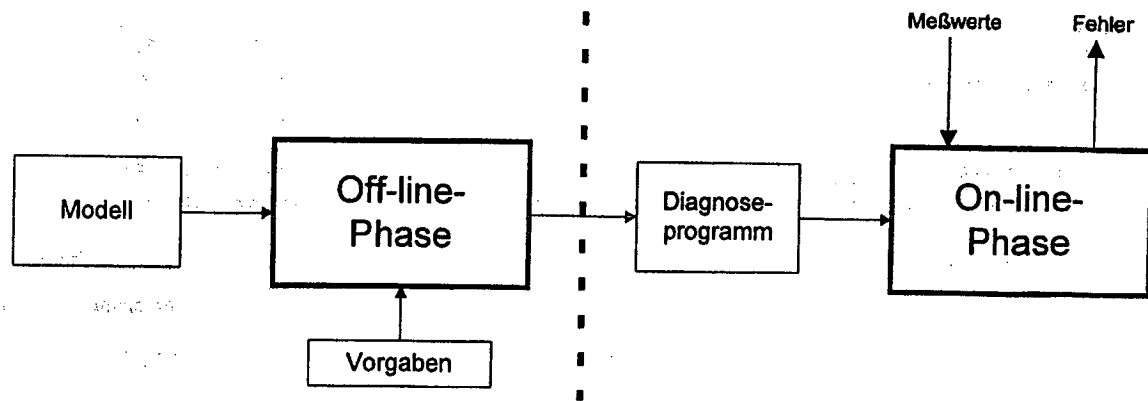 Meßwerte
Fehler
Modell
Off-line-
Phase
Diagnose-
programm
On-line-
Phase
Vorgaben